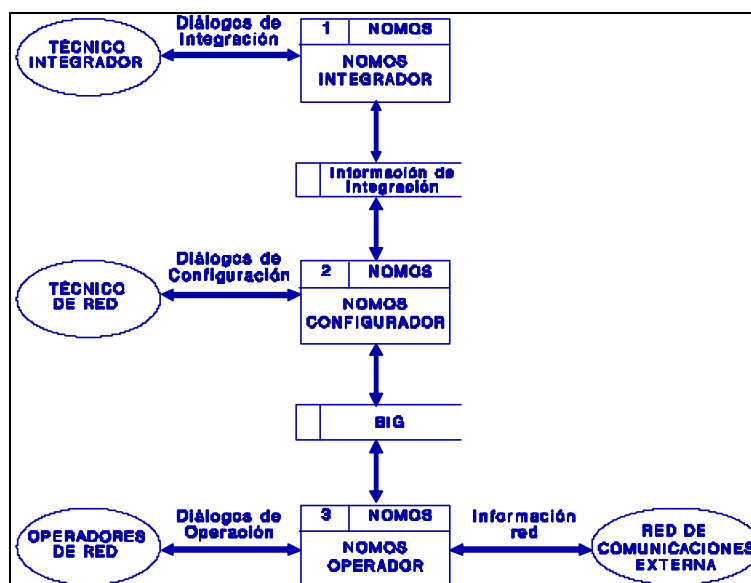 Diálogos de
Integración
TÉCNICO
INTEGRADOR
1 NOMOS
NOMOS
INTEGRADOR
Información de
Integración
Diálogos de
Configuración
TÉCNICO
DE RED
2 NOMOS
NOMOS
CONFIGURADOR
BIG
Diálogos de
Operación
OPERADORES
DE RED
3 NOMOS
NOMOS
OPERADOR
Información
red
RED DE
COMUNICACIONES
EXTERNA